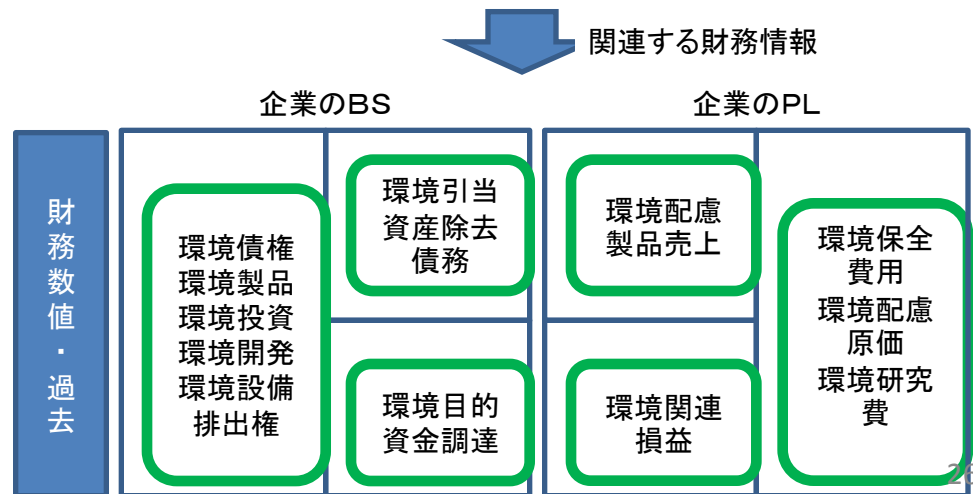 関連する財務情報
企業のBS
企業のPL
財務数値・過去
環境債権
環境製品
環境投資
環境開発
環境設備
排出権
環境引当
資産除去
債務
環境目的
資金調達
環境配慮
製品売上
環境関連
損益
環境保全
費用
環境配慮
原価
環境研究
費